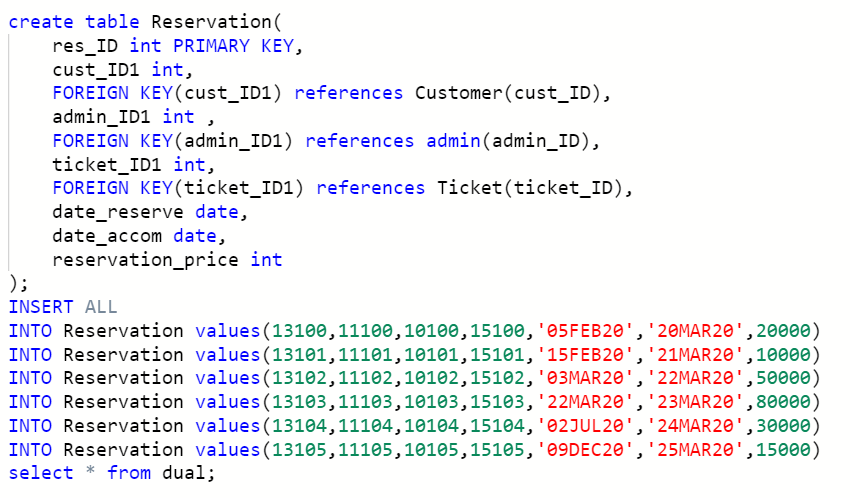 create table Reservation(
    res_ID int PRIMARY KEY,
    cust_ID1 int,
    FOREIGN KEY(cust_ID1) references Customer(cust_ID),
    admin_ID1 int ,
    FOREIGN KEY(admin_ID1) references admin(admin_ID),
    ticket_ID1 int,
    FOREIGN KEY(ticket_ID1) references Ticket(ticket_ID),
    date_reserve date,
    date_accom date,
    reservation_price int
);
INSERT ALL
INTO Reservation values(13100,11100,10100,15100,'05FEB20','20MAR20',20000)
INTO Reservation values(13101,11101,10101,15101,'15FEB20','21MAR20',10000)
INTO Reservation values(13102,11102,10102,15102,'03MAR20','22MAR20',50000)
INTO Reservation values(13103,11103,10103,15103,'22MAR20','23MAR20',80000)
INTO Reservation values(13104,11104,10104,15104,'02JUL20','24MAR20',30000)
INTO Reservation values(13105,11105,10105,15105,'09DEC20','25MAR20',15000)
select * from dual;